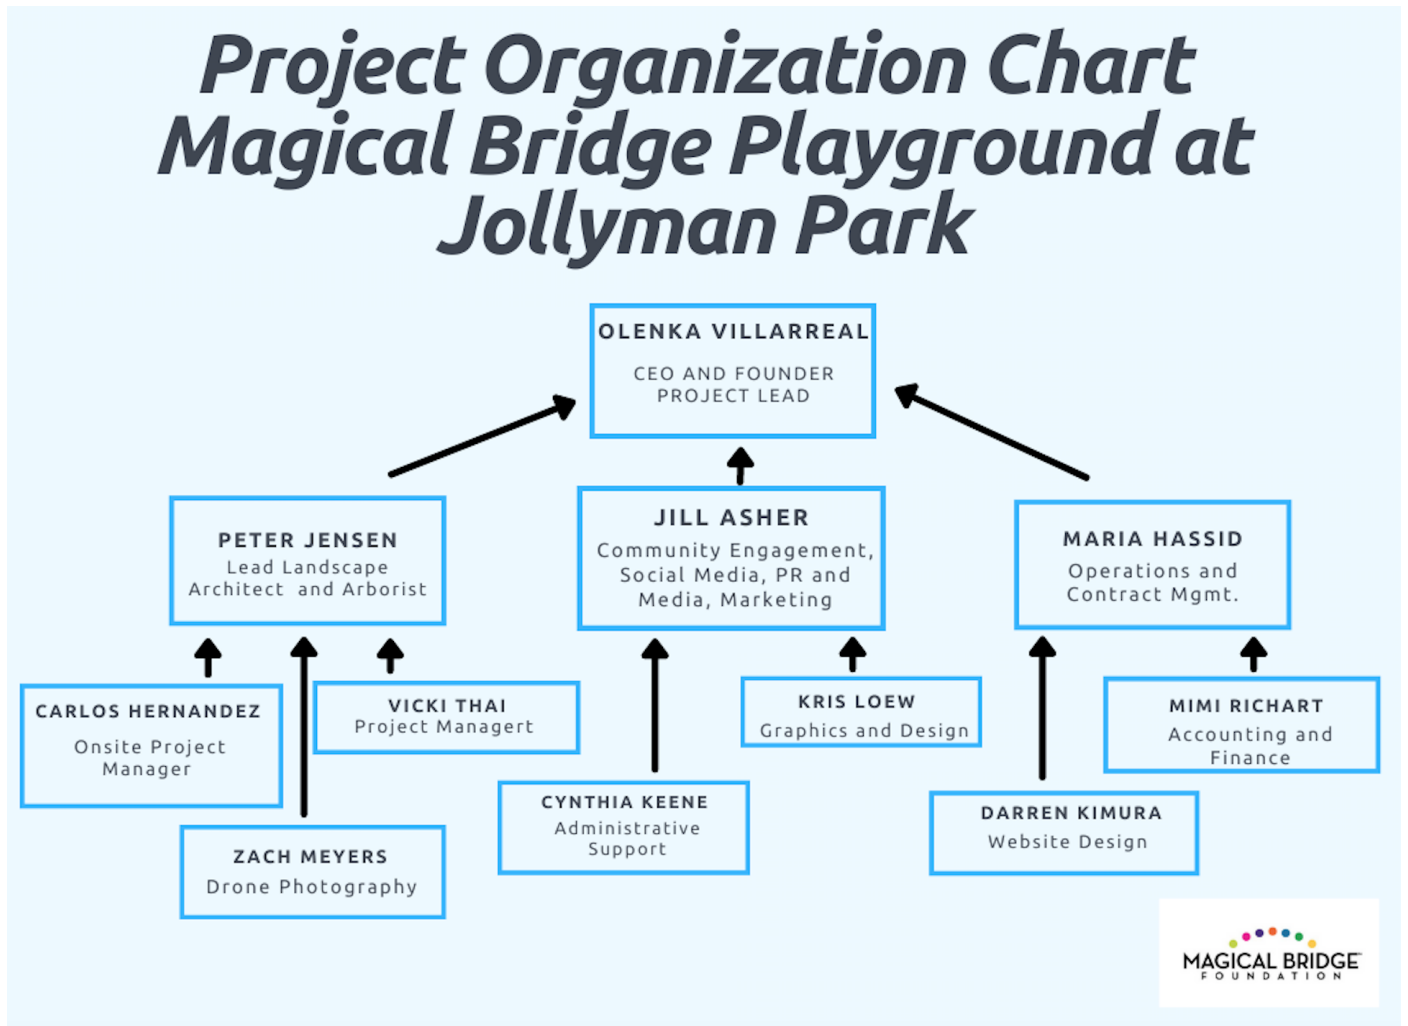 Project Organization Chart
Magical Bridge Playground at
Jollyman Park
OLENKA VILLARREAL
CEO AND FOUNDER
PROJECT LEAD
PETER JENSEN
Lead Landscape
Architect and Arborist
JILL ASHER
Community Engagement,
Social Media, PR and
Media, Marketing
MARIA HASSID
Operations and
Contract Mgmt.
CARLOS HERNANDEZ
Onsite Project
Manager
VICKI THAI
Project Managert
KRIS LOEW
Graphics and Design
MIMI RICHART
Accounting and
Finance
ZACH MEYERS
Drone Photography
CYNTHIA KEENE
Administrative
Support
DARREN KIMURA
Website Design
MAGICAL BRIDGE
FOUNDATION